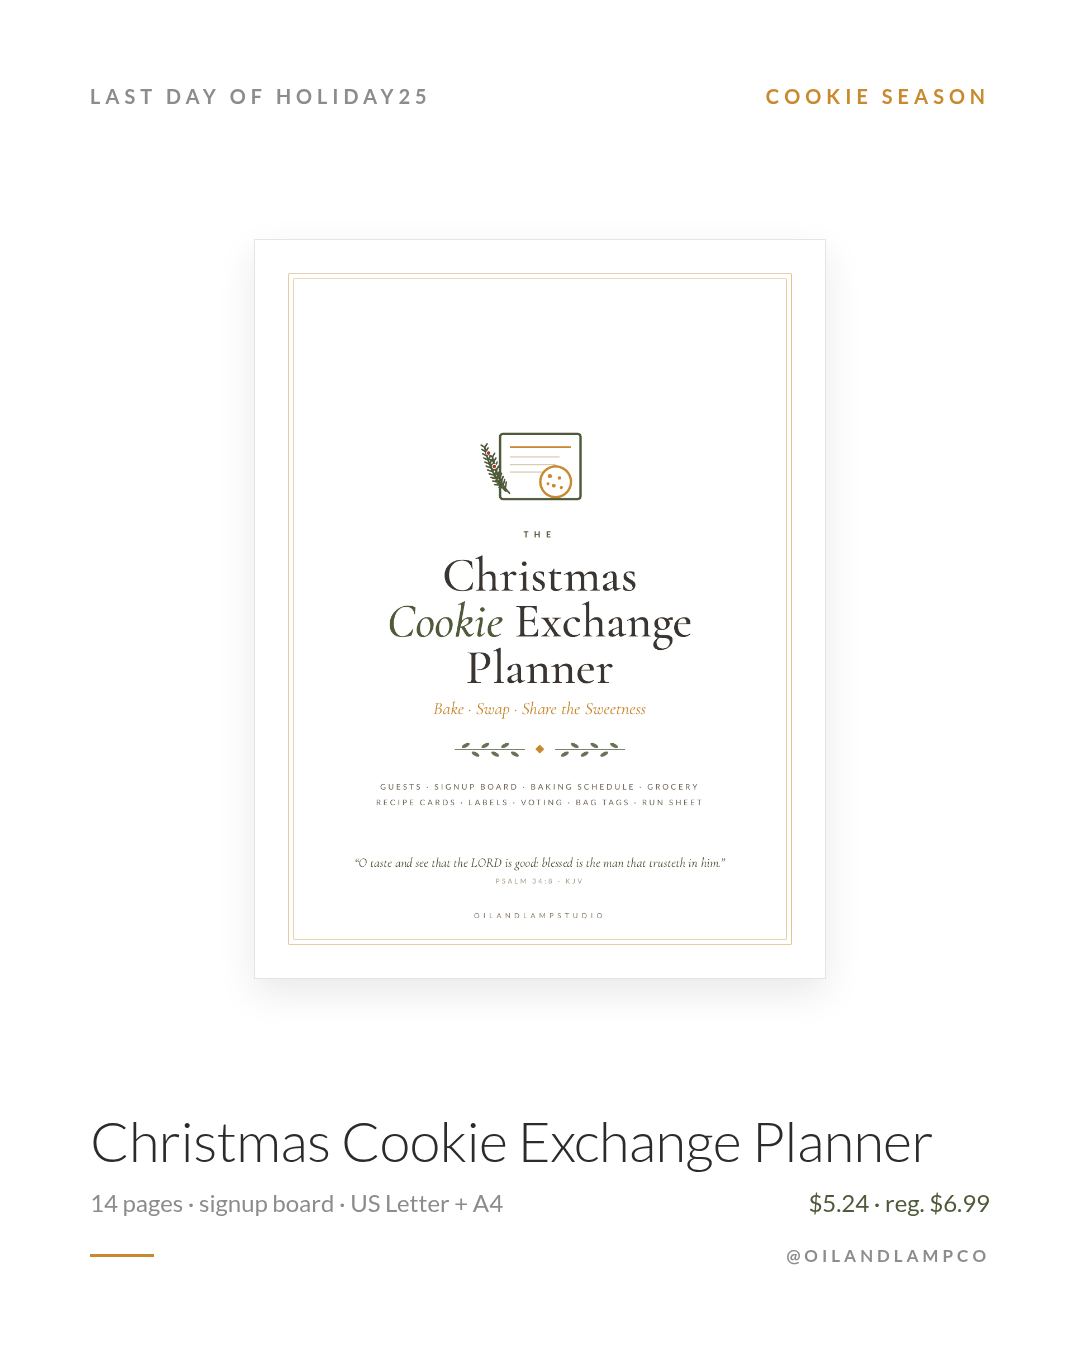 LAST DAY OF HOLIDAY25
COOKIE SEASON
THE
Christmas
Cookie Exchange
Planner
Bake · Swap · Share the Sweetness
GUESTS · SIGNUP BOARD · BAKING SCHEDULE · GROCERY
RECIPE CARDS · LABELS · VOTING · BAG TAGS · RUN SHEET
“O taste and see that the LORD is good: blessed is the man that trusteth in him.”
PSALM 34:8 · KJV
OILANDLAMPSTUDIO
Christmas Cookie Exchange Planner
14 pages · signup board · US Letter + A4
$5.24 · reg. $6.99
@OILANDLAMPCO